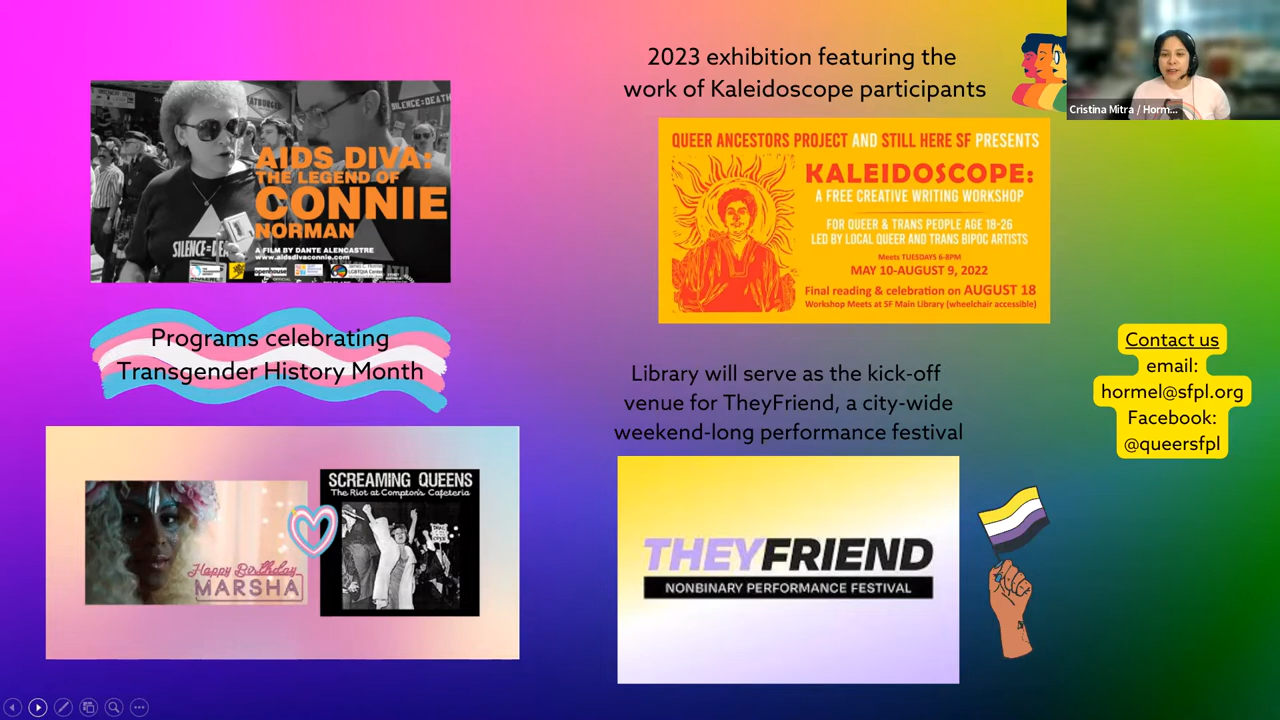 AIDS DIVA:
THE LEGEND OF
CONNIE
NORMAN
A FILM BY DANTE ALENCASTRE
www.aidsdivaconnie.com
SILENCE=DEATH
Programs celebrating
Transgender History Month
Happy Birthday
MARSHA
SCREAMING QUEENS
The Riot at Compton's Cafeteria
2023 exhibition featuring the
work of Kaleidoscope participants
QUEER ANCESTORS PROJECT AND STILL HERE SF PRESENTS
KALEIDOSCOPE:
A FREE CREATIVE WRITING WORKSHOP
FOR QUEER & TRANS PEOPLE AGE 18-26
LED BY LOCAL QUEER AND TRANS BIPOC ARTISTS
Meets TUESDAYS 6-8PM
MAY 10-AUGUST 9, 2022
Final reading & celebration on AUGUST 18
Workshop Meets at SF Main Library (wheelchair accessible)
Library will serve as the kick-off
venue for TheyFriend, a city-wide
weekend-long performance festival
THEYFRIEND
NONBINARY PERFORMANCE FESTIVAL
Contact us
email:
hormel@sfpl.org
Facebook:
@queersfpl
Cristina Mitra / Horm...